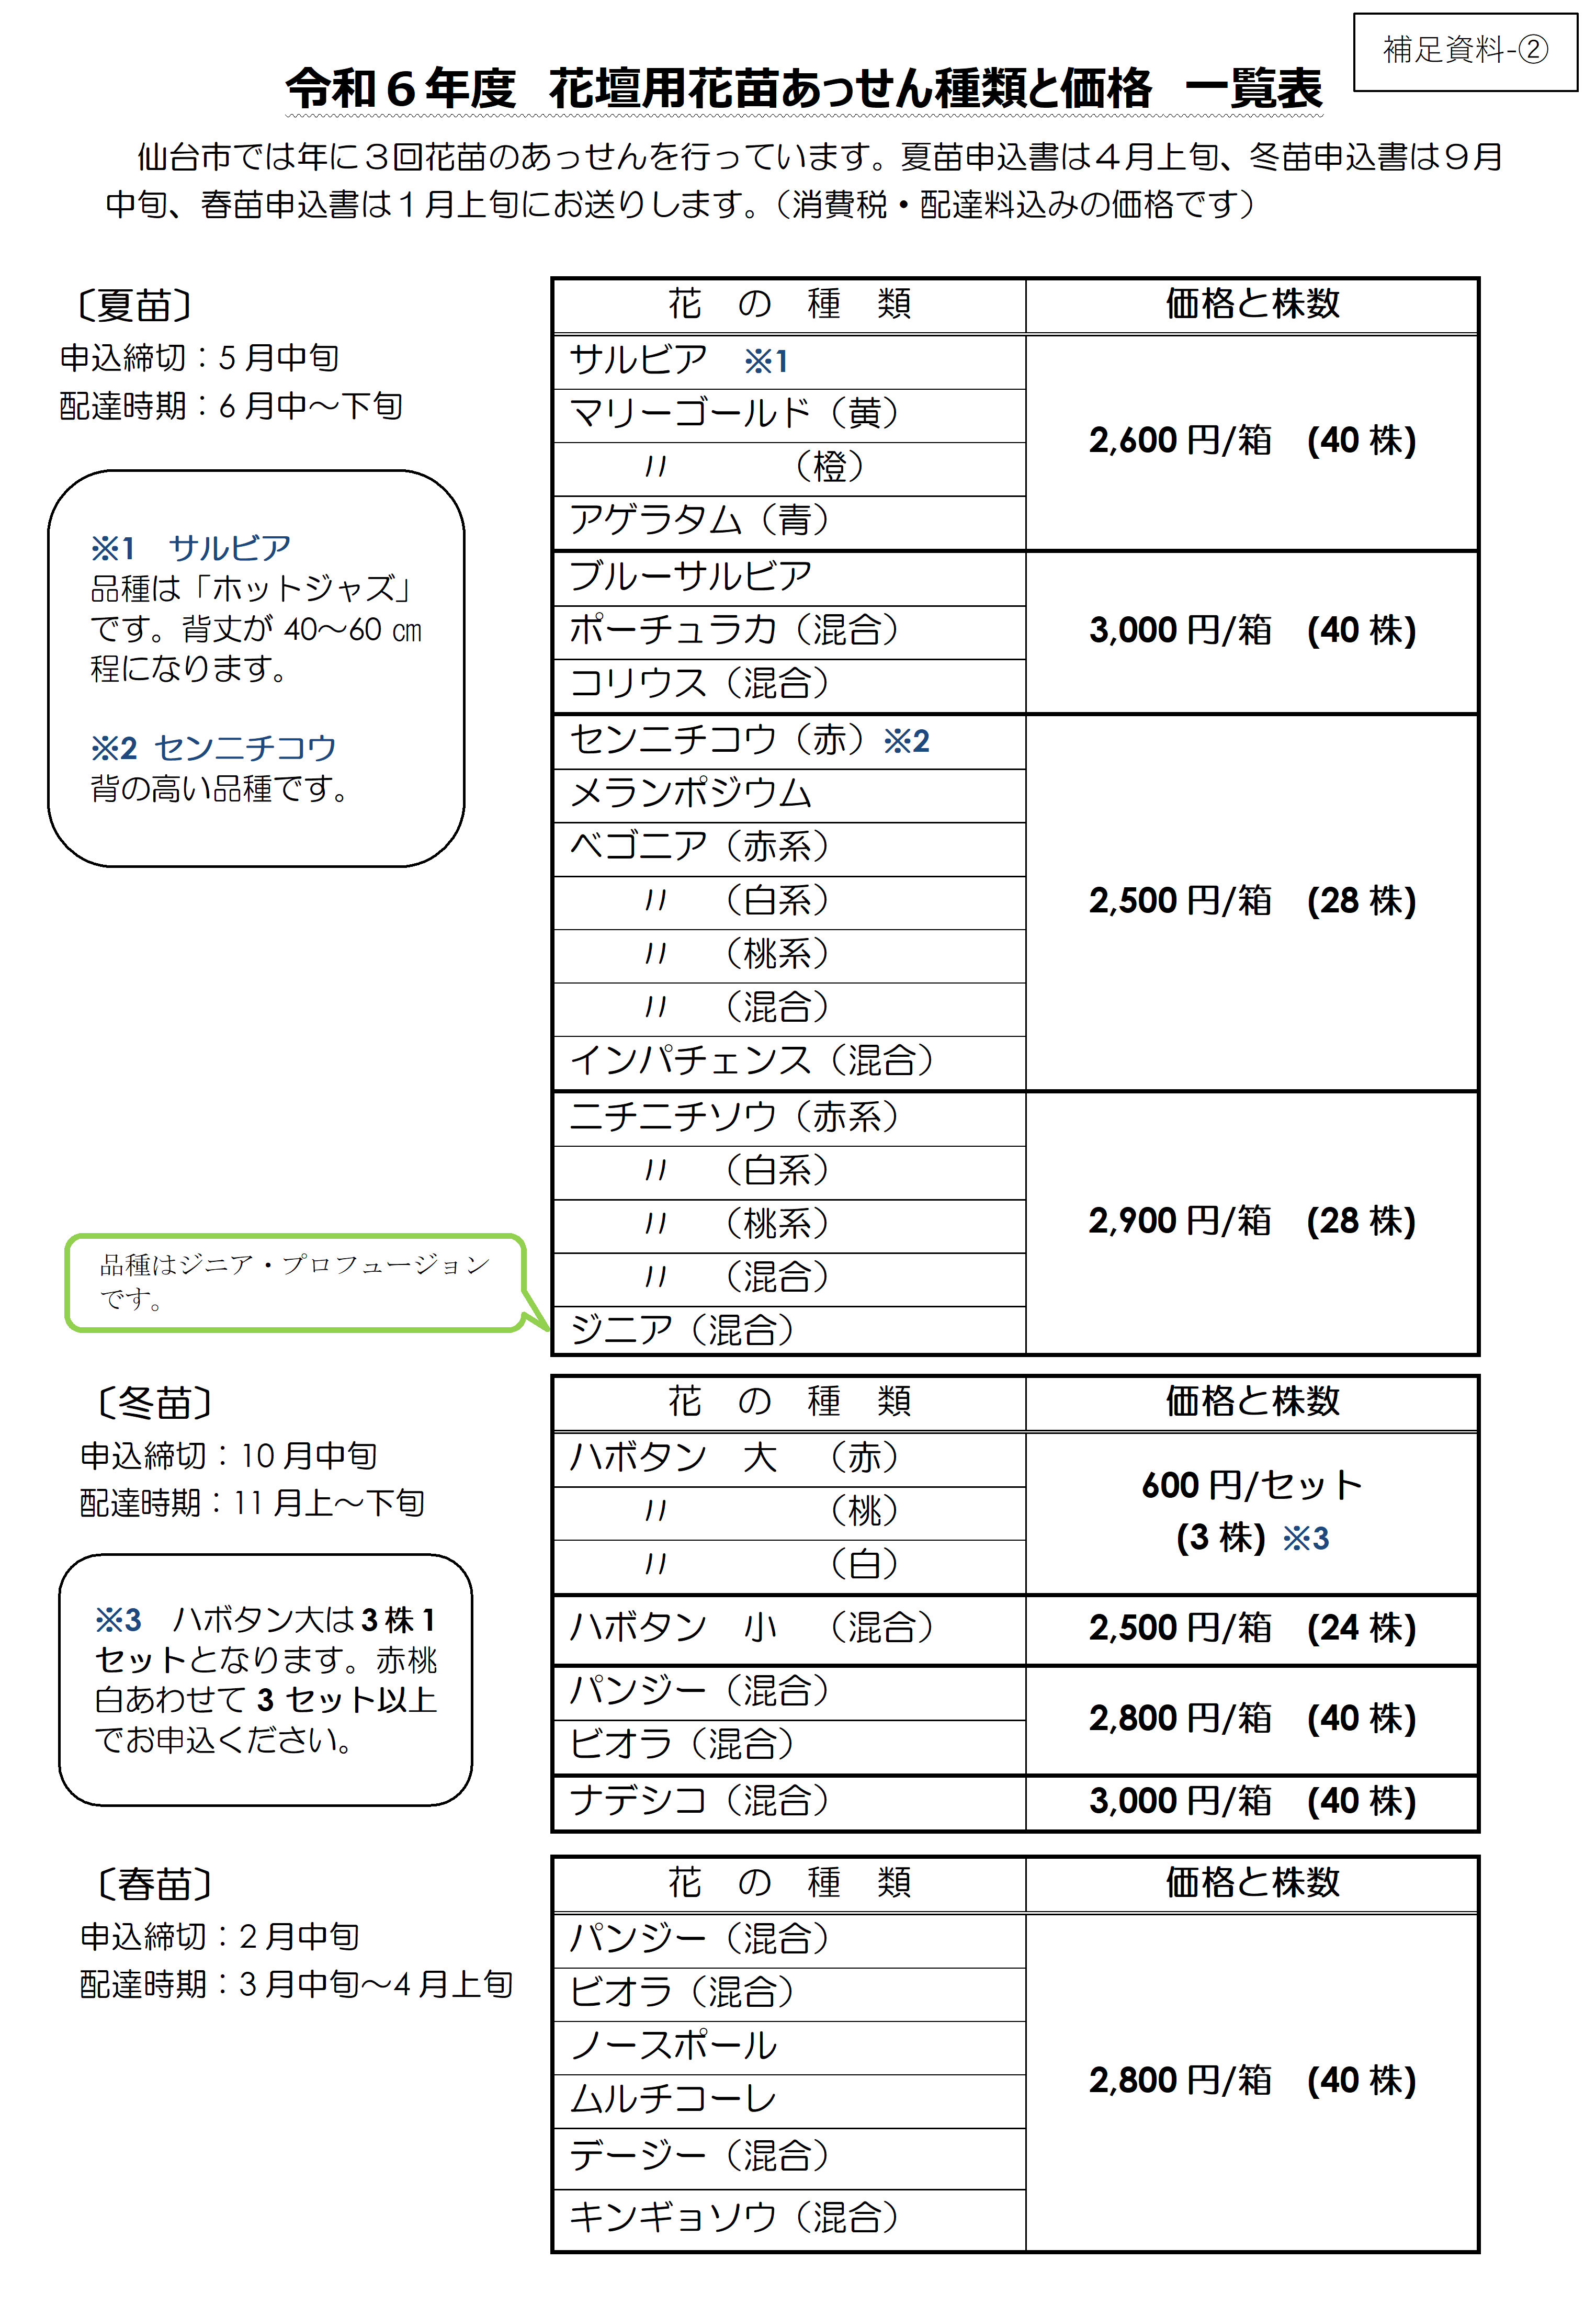 補足資料-②
令和６年度　花壇用花苗あっせん種類と価格　一覧表
仙台市では年に３回花苗のあっせんを行っています。夏苗申込書は４月上旬、冬苗申込書は９月
中旬、春苗申込書は１月上旬にお送りします。（消費税・配達料込みの価格です）
〔夏苗〕
申込締切：5 月中旬
配達時期：6 月中～下旬
※1　サルビア
品種は「ホットジャズ」
です。背丈が 40～60 ㎝
程になります。
※2 センニチコウ
背の高い品種です。
品種はジニア・プロフュージョン
です。
花　の　種　類　価格と株数
サルビア　※1
マリーゴールド（黄）
〃　（橙）
アゲラタム（青）
2,600 円/箱　(40 株)
ブルーサルビア
ポーチュラカ（混合）
コリウス（混合）
3,000 円/箱　(40 株)
センニチコウ（赤）※2
メランポジウム
ベゴニア（赤系）
〃　（白系）
〃　（桃系）
〃　（混合）
インパチェンス（混合）
2,500 円/箱　(28 株)
ニチニチソウ（赤系）
〃　（白系）
〃　（桃系）
〃　（混合）
ジニア（混合）
2,900 円/箱　(28 株)
〔冬苗〕
申込締切：10 月中旬
配達時期：11 月上～下旬
※3　ハボタン大は 3 株 1
セットとなります。赤桃
白あわせて 3 セット以上
でお申込ください。
花　の　種　類　価格と株数
ハボタン　大　（赤）
〃　（桃）
〃　（白）
600 円/セット
(3 株) ※3
ハボタン　小　（混合）　2,500 円/箱　(24 株)
パンジー（混合）
ビオラ（混合）
2,800 円/箱　(40 株)
ナデシコ（混合）　3,000 円/箱　(40 株)
〔春苗〕
申込締切：2 月中旬
配達時期：3 月中旬～4 月上旬
花　の　種　類　価格と株数
パンジー（混合）
ビオラ（混合）
ノースポール
ムルチコーレ
デージー（混合）
キンギョソウ（混合）
2,800 円/箱　(40 株)